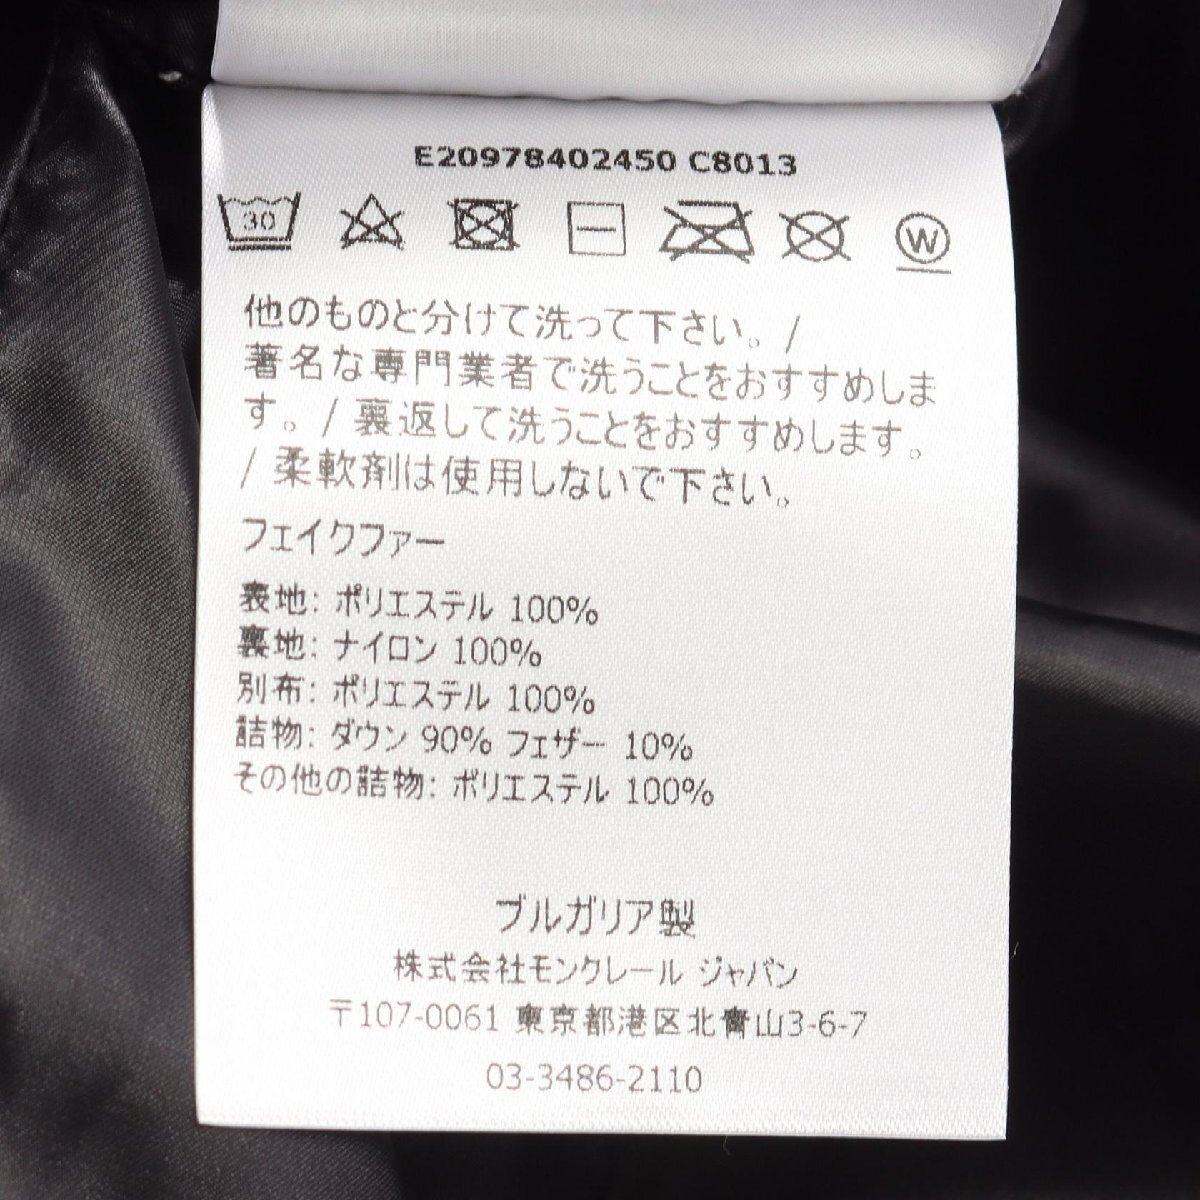 E20978402450 C8013
30
W
他のものと分けて洗って下さい。/
著名な専門業者で洗うことをおすすめしま
す。/ 裏返して洗うことをおすすめします。
/ 柔軟剤は使用しないで下さい。
フェイクファー
表地: ポリエステル 100%
裏地: ナイロン 100%
別布: ポリエステル 100%
詰物: ダウン 90% フェザー 10%
その他の詰物: ポリエステル 100%
ブルガリア製
株式会社モンクレール ジャパン
〒107-0061 東京都港区北青山3-6-7
03-3486-2110